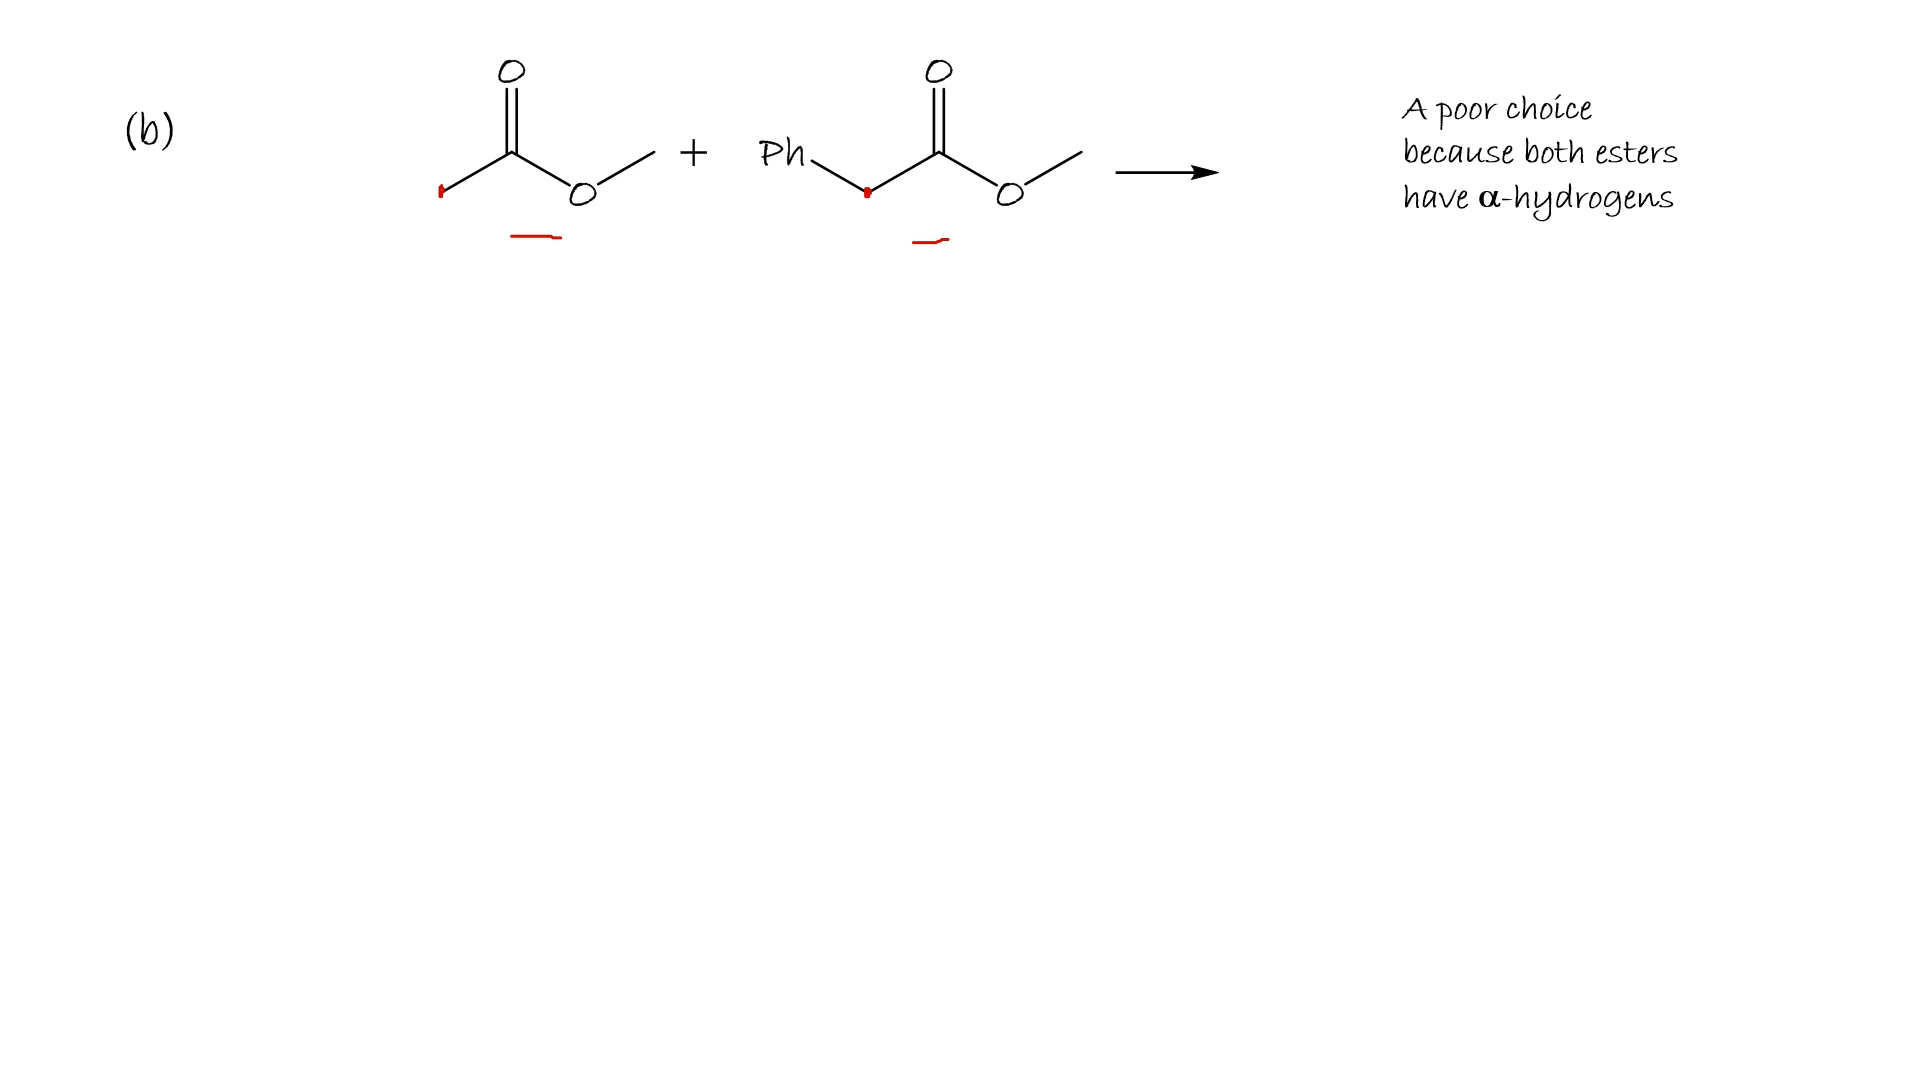 O O
(b) + Ph A poor choice
because both esters
O O have α-hydrogens